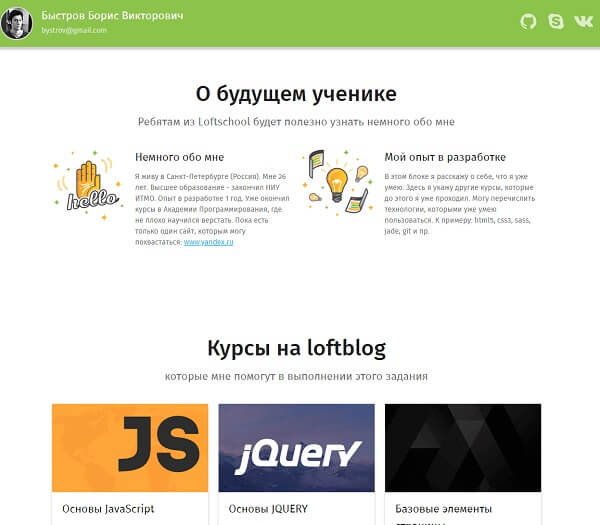 Быстров Борис Викторович
bystrov@gmail.com
О будущем ученике
Ребятам из Loftschool будет полезно узнать немного обо мне
hello
Немного обо мне
Я живу в Санкт-Петербурге (Россия). Мне 26
лет. Высшее образование - закончил НИУ
ИТМО. Опыт в разработке 1 год. Уже окончил
курсы в Академии Программирования, где
не плохо научился верстать. Пока есть
только один сайт, которым могу
похвастаться: www.yandex.ru
Мой опыт в разработке
В этом блоке я расскажу о себе, что я уже
умею. Здесь я укажу другие курсы, которые
до этого я уже проходил. Могу перечислить
технологии, которыми уже умею
пользоваться. К примеру: html5, css3, sass,
jade, git и пр.
Курсы на loftblog
которые мне помогут в выполнении этого задания
JS
jQuery
Основы JavaScript
Основы JQUERY
Базовые элементы